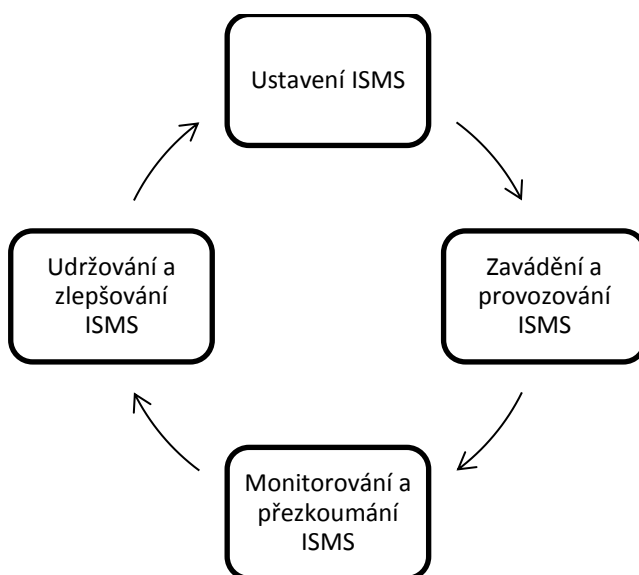 Ustavení ISMS
Zavádění a
provozování
ISMS
Monitorování a
přezkoumání
ISMS
Udržování a
zlepšování
ISMS